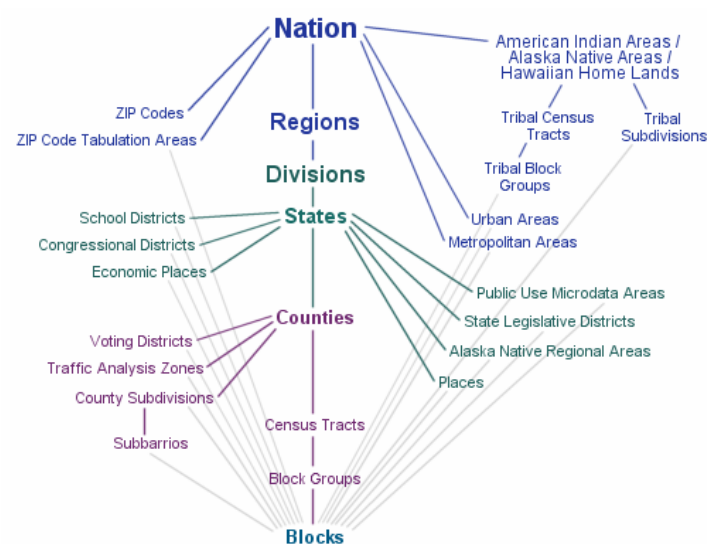 Nation
American Indian Areas /
Alaska Native Areas /
Hawaiian Home Lands
ZIP Codes
ZIP Code Tabulation Areas
Regions
Tribal Census
Tracts
Tribal
Subdivisions
Divisions
Tribal Block
Groups
School Districts
States
Urban Areas
Congressional Districts
Metropolitan Areas
Economic Places
Public Use Microdata Areas
Counties
State Legislative Districts
Voting Districts
Alaska Native Regional Areas
Traffic Analysis Zones
Places
County Subdivisions
Census Tracts
Subbarrios
Block Groups
Blocks